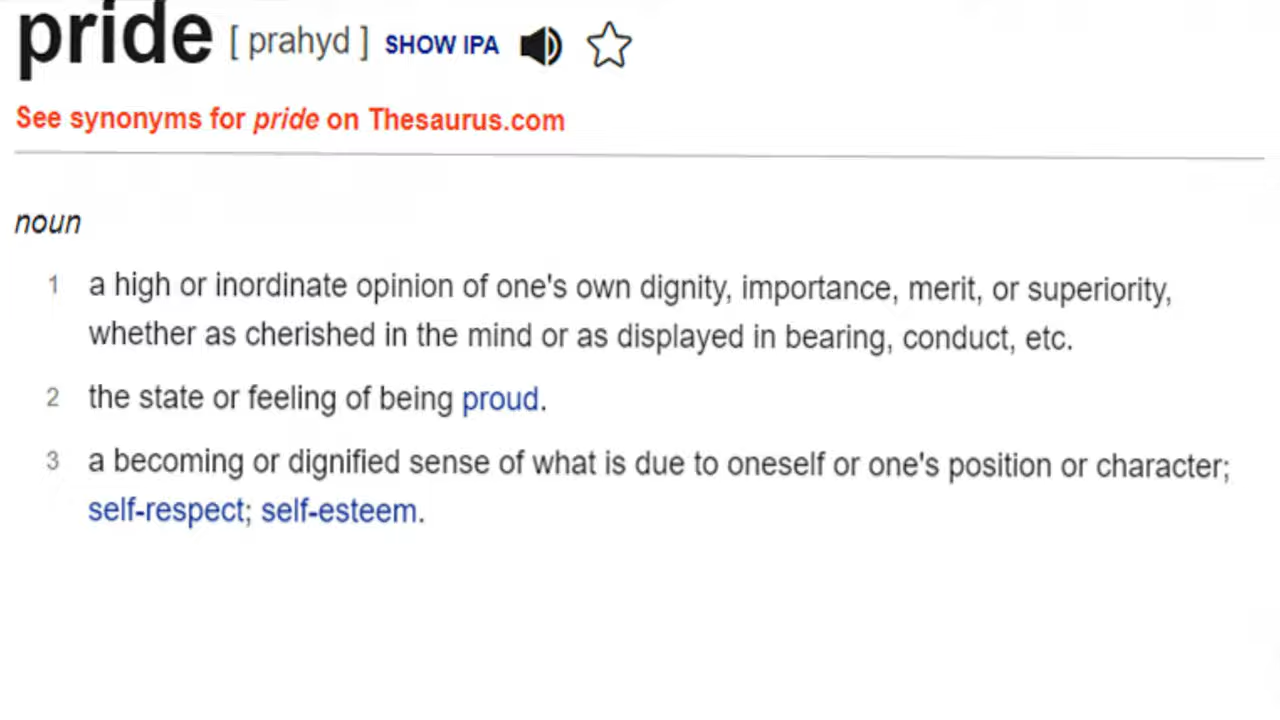 pride [ prahyd ] SHOW IPA
See synonyms for pride on Thesaurus.com
noun
1 a high or inordinate opinion of one's own dignity, importance, merit, or superiority,
whether as cherished in the mind or as displayed in bearing, conduct, etc.
2 the state or feeling of being proud.
3 a becoming or dignified sense of what is due to oneself or one's position or character;
self-respect; self-esteem.